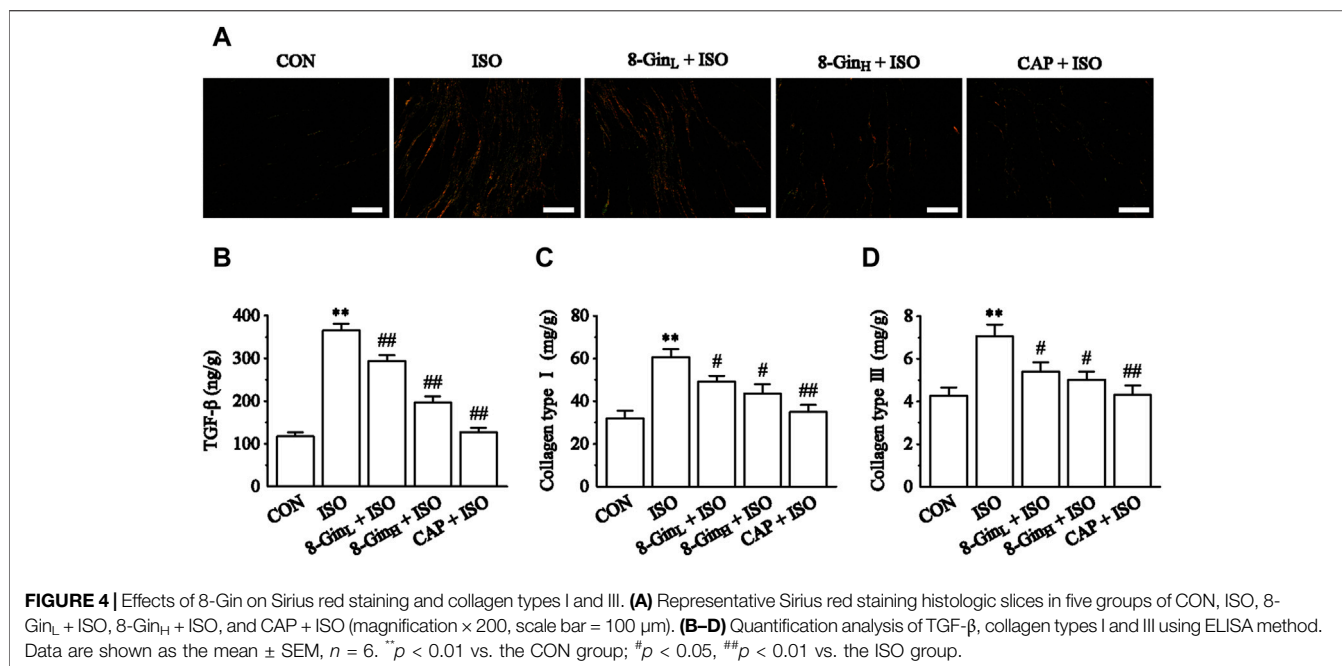 A
CON ISO 8-GinL + ISO 8-GinH + ISO CAP + ISO
B
TGF-β (ng/g)
400
300
200
100
0
** ## ## ##
CON ISO 8-GinL + ISO 8-GinH + ISO CAP + ISO
C
Collagen type I (mg/g)
80
60
40
20
0
** # # ##
CON ISO 8-GinL + ISO 8-GinH + ISO CAP + ISO
D
Collagen type III (mg/g)
8
6
4
2
0
** # # ##
CON ISO 8-GinL + ISO 8-GinH + ISO CAP + ISO
FIGURE 4 | Effects of 8-Gin on Sirius red staining and collagen types I and III. (A) Representative Sirius red staining histologic slices in five groups of CON, ISO, 8-
GinL + ISO, 8-GinH + ISO, and CAP + ISO (magnification × 200, scale bar = 100 μm). (B–D) Quantification analysis of TGF-β, collagen types I and III using ELISA method.
Data are shown as the mean ± SEM, n = 6. **p < 0.01 vs. the CON group; #p < 0.05, ##p < 0.01 vs. the ISO group.